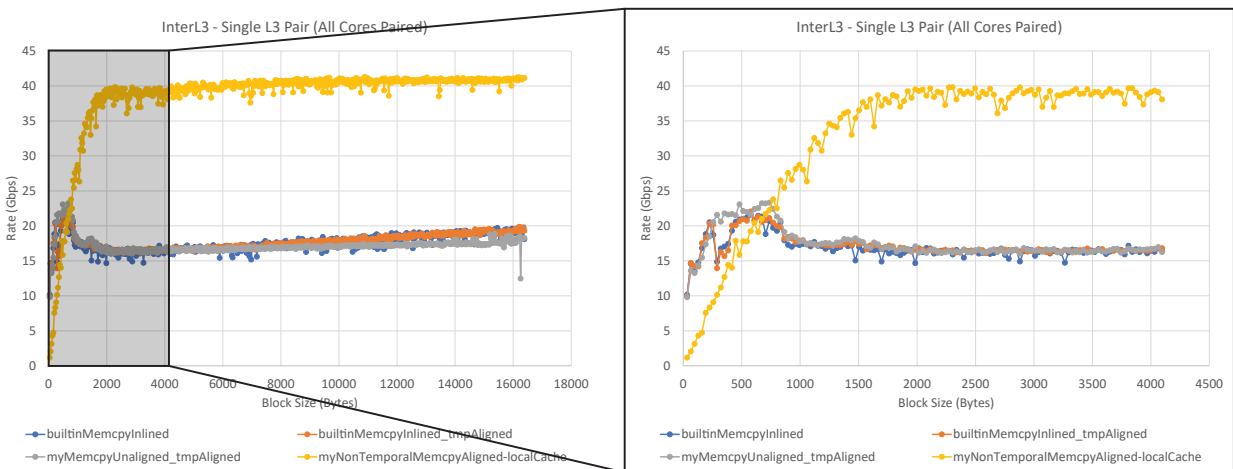 InterL3 - Single L3 Pair (All Cores Paired)
45
40
35
30
25
20
15
10
5
0
Rate (Gbps)
0 2000 4000 6000 8000 10000 12000 14000 16000 18000
Block Size (Bytes)
builtinMemcpyInlined
builtinMemcpyInlined_tmpAligned
myMemcpyUnaligned_tmpAligned
myNonTemporalMemcpyAligned-localCache
InterL3 - Single L3 Pair (All Cores Paired)
45
40
35
30
25
20
15
10
5
0
Rate (Gbps)
0 500 1000 1500 2000 2500 3000 3500 4000 4500
Block Size (Bytes)
builtinMemcpyInlined
builtinMemcpyInlined_tmpAligned
myMemcpyUnaligned_tmpAligned
myNonTemporalMemcpyAligned-localCache